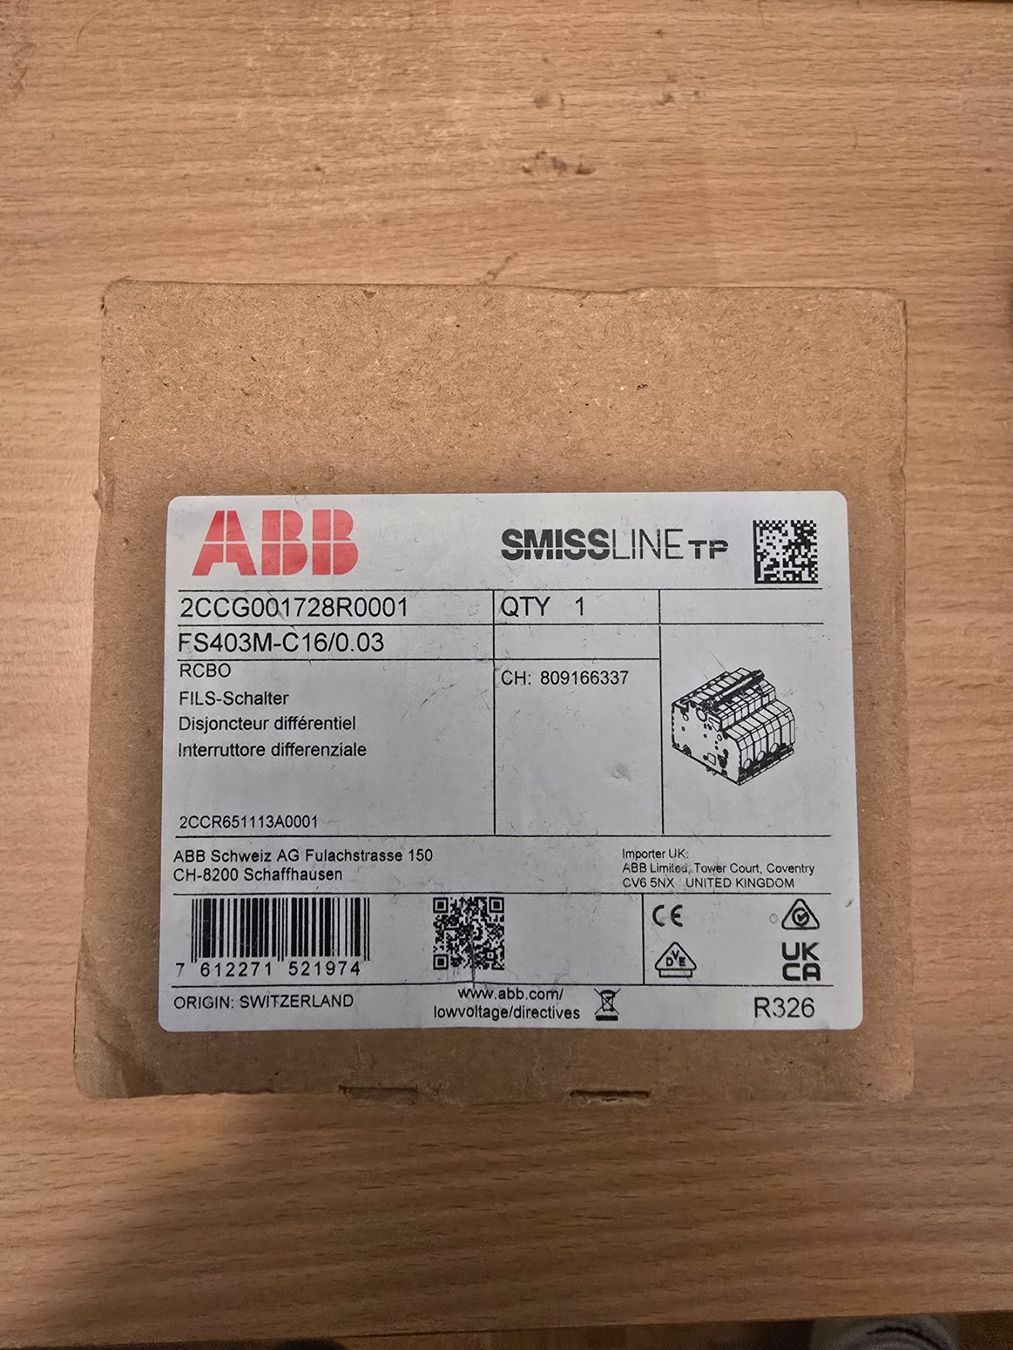 ABB SMISSLINE TP
2CCG001728R0001 QTY 1
FS403M-C16/0.03
RCBO
CH: 809166337
FILS-Schalter
Disjoncteur différentiel
Interruttore differenziale
2CCR651113A0001
ABB Schweiz AG Fulachstrasse 150
CH-8200 Schaffhausen
Importer UK:
ABB Limited, Tower Court, Coventry
CV6 5NX UNITED KINGDOM
CE
DVE
UK
CA
7 612271 521974
ORIGIN: SWITZERLAND
www.abb.com/
lowvoltage/directives
R326